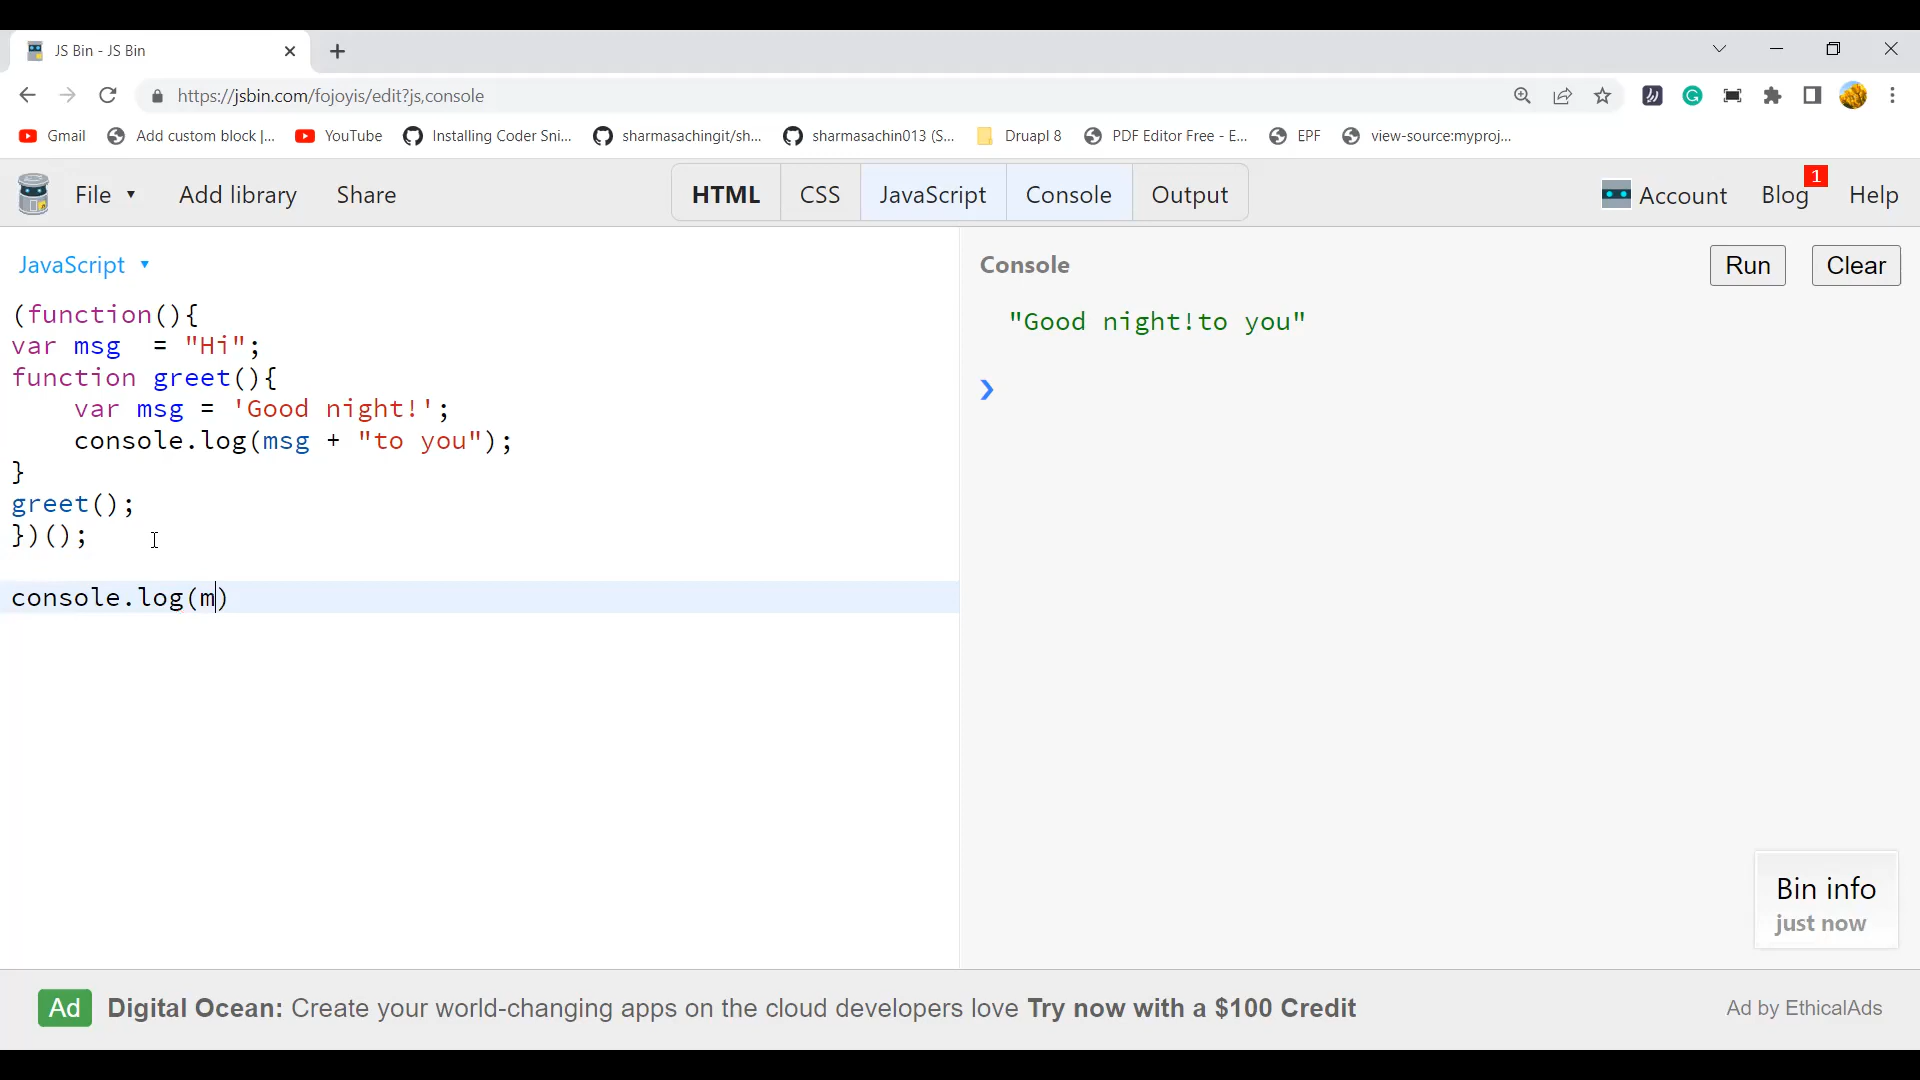 JS Bin - JS Bin
https://jsbin.com/fojoyis/edit?js,console
Gmail Add custom block |... YouTube Installing Coder Sni... sharmasachingit/sh... sharmasachin013 (S... Druapl 8 PDF Editor Free - E... EPF view-source:myproj...
File Add library Share HTML CSS JavaScript Console Output Account Blog 1 Help
JavaScript
(function(){
var msg  = "Hi";
function greet(){
    var msg = 'Good night!';
    console.log(msg + "to you");
}
greet();
})();
console.log(m)
Console Run Clear
"Good night!to you"
Bin info
just now
Ad Digital Ocean: Create your world-changing apps on the cloud developers love Try now with a $100 Credit Ad by EthicalAds